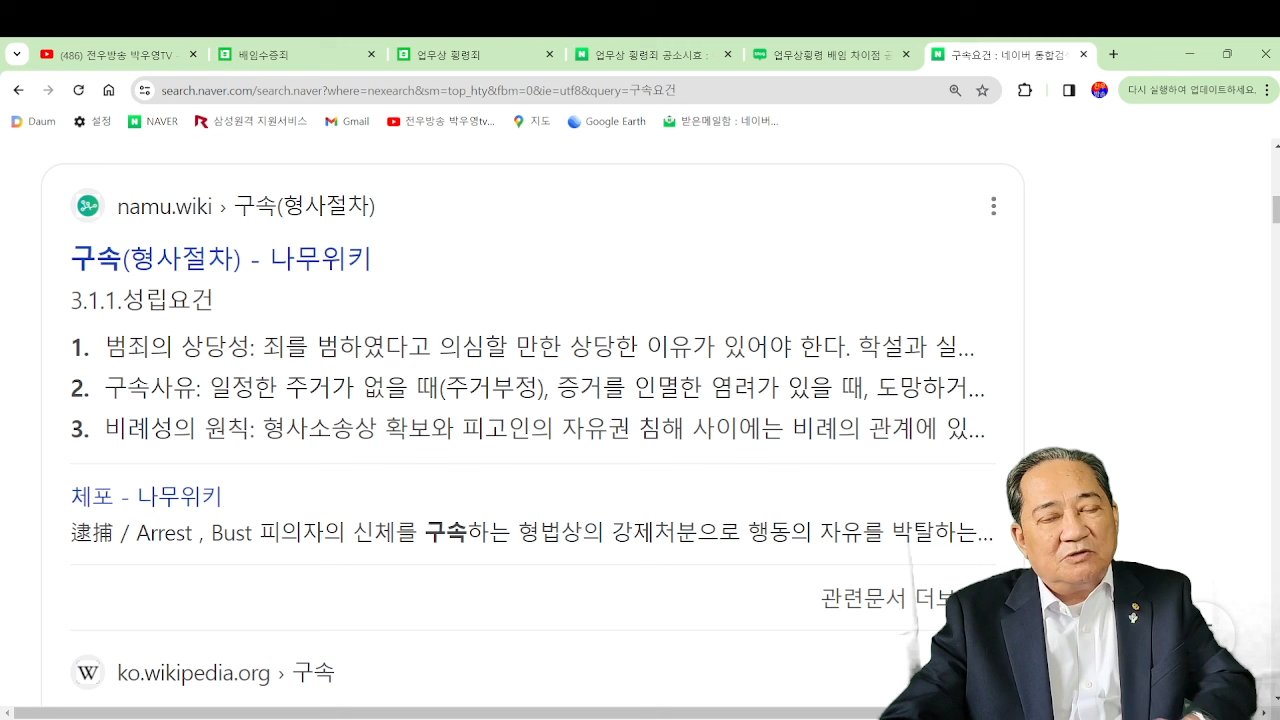 (486) 전우방송 박우영TV -
배임수증죄
업무상 횡령죄
업무상 횡령죄 공소시효 :
업무상횡령 배임 차이점 공
구속요건 : 네이버 통합검색
search.naver.com/search.naver?where=nexearch&sm=top_hty&fbm=0&ie=utf8&query=구속요건
다시 실행하여 업데이트하세요.
Daum 설정 NAVER 삼성원격 지원서비스 Gmail 전우방송 박우영tv... 지도 Google Earth 받은메일함 : 네이버...
namu.wiki › 구속(형사절차)
구속(형사절차) - 나무위키
3.1.1.성립요건
1. 범죄의 상당성: 죄를 범하였다고 의심할 만한 상당한 이유가 있어야 한다. 학설과 실...
2. 구속사유: 일정한 주거가 없을 때(주거부정), 증거를 인멸한 염려가 있을 때, 도망하거...
3. 비례성의 원칙: 형사소송상 확보와 피고인의 자유권 침해 사이에는 비례의 관계에 있...
체포 - 나무위키
逮捕 / Arrest , Bust 피의자의 신체를 구속하는 형법상의 강제처분으로 행동의 자유를 박탈하는...
관련문서 더보
W ko.wikipedia.org › 구속